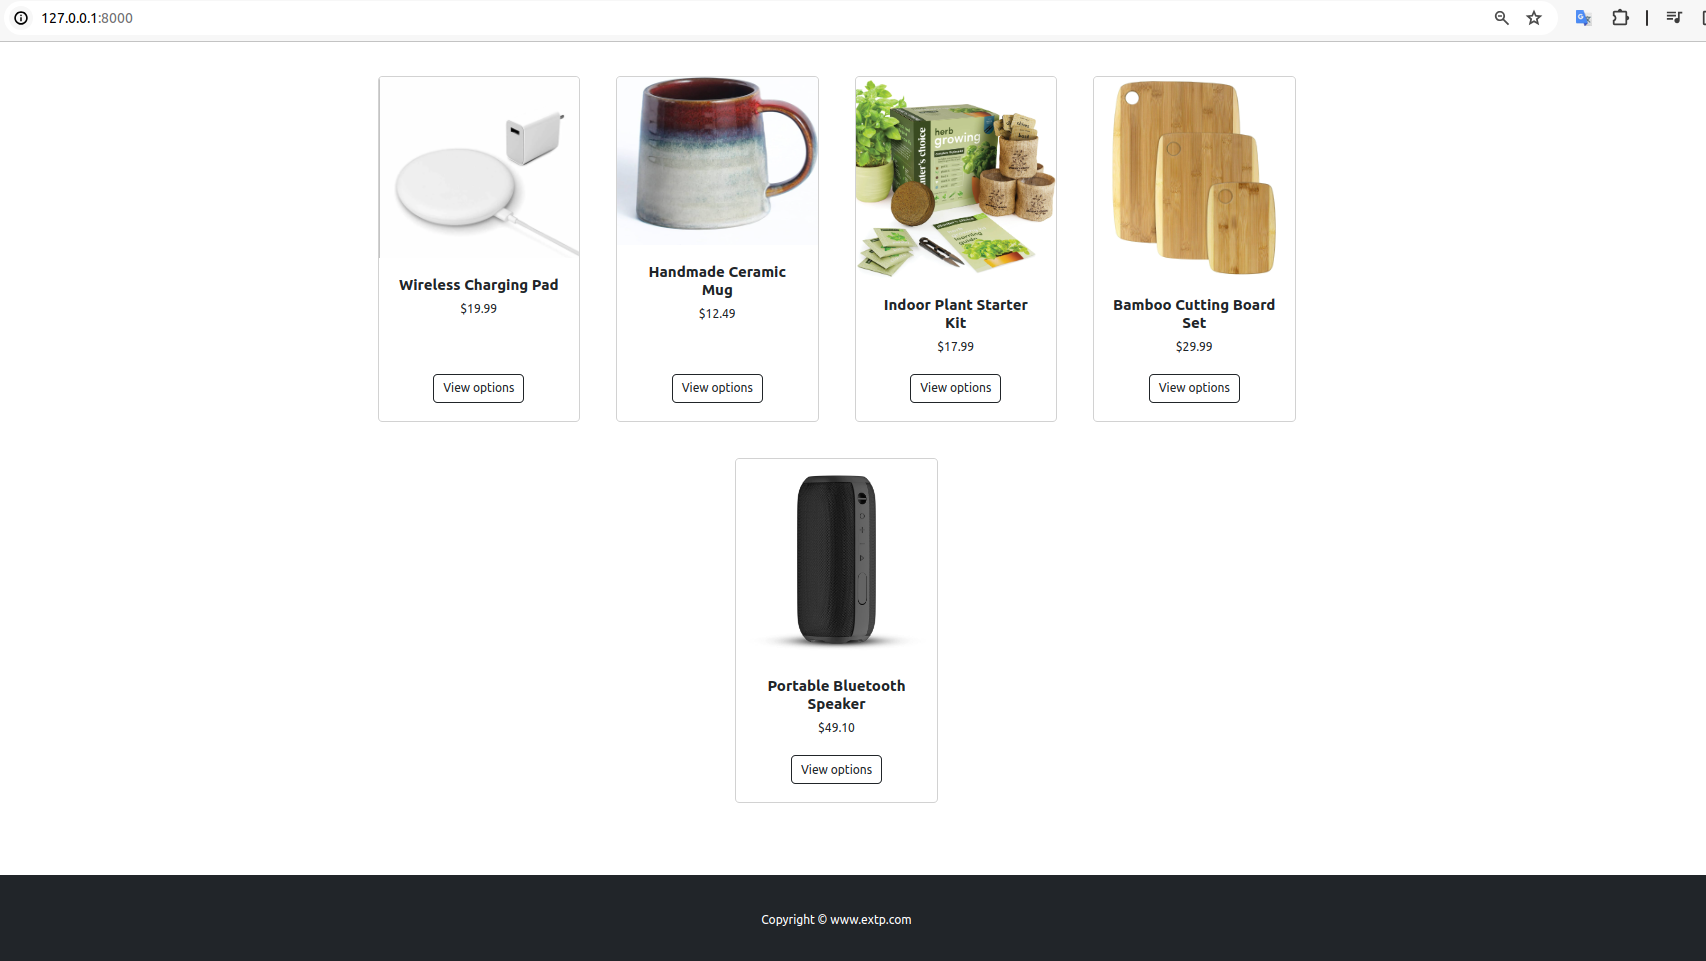 127.0.0.1:8000
Wireless Charging Pad
$19.99
View options
Handmade Ceramic
Mug
$12.49
View options
planter's choice
herb
growing
Indoor Plant Starter
Kit
$17.99
View options
Bamboo Cutting Board
Set
$29.99
View options
Portable Bluetooth
Speaker
$49.10
View options
Copyright © www.extp.com